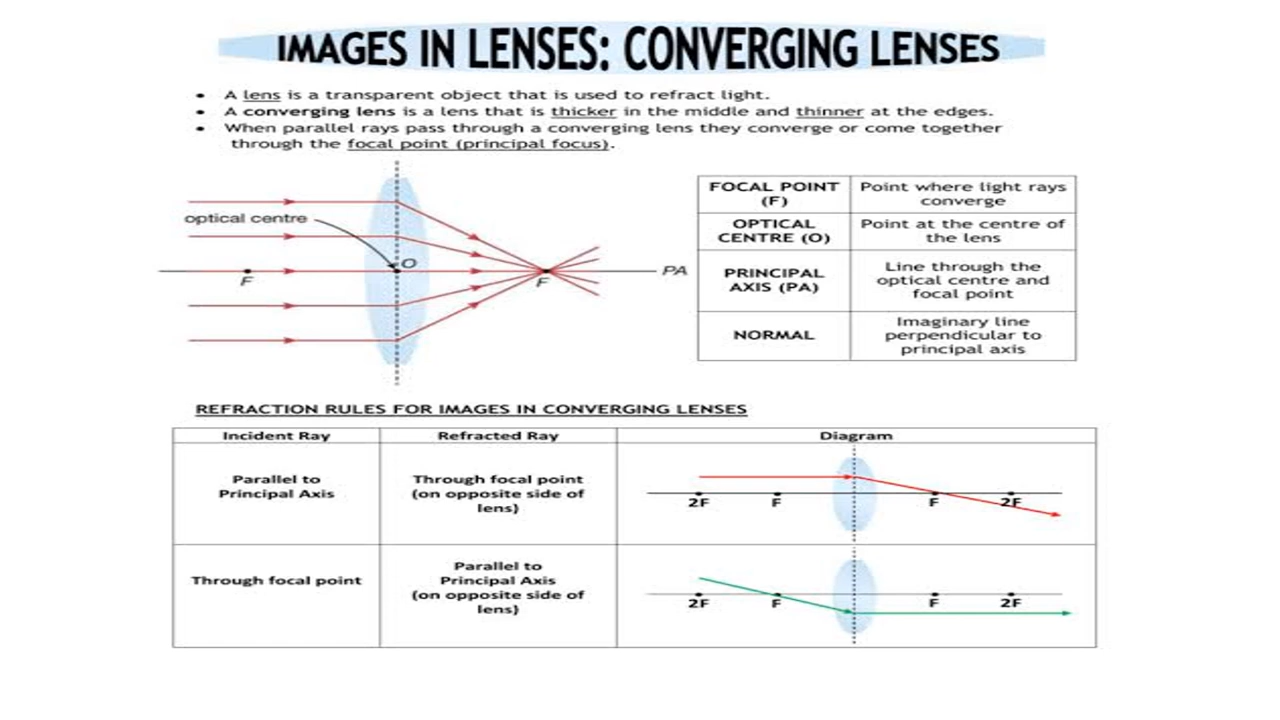 IMAGES IN LENSES: CONVERGING LENSES
• A lens is a transparent object that is used to refract light.
• A converging lens is a lens that is thicker in the middle and thinner at the edges.
• When parallel rays pass through a converging lens they converge or come together
through the focal point (principal focus).
optical centre
O
F
F
PA
FOCAL POINT
(F)
Point where light rays
converge
OPTICAL
CENTRE (O)
Point at the centre of
the lens
PRINCIPAL
AXIS (PA)
Line through the
optical centre and
focal point
NORMAL
Imaginary line
perpendicular to
principal axis
REFRACTION RULES FOR IMAGES IN CONVERGING LENSES
Incident Ray
Refracted Ray
Diagram
Parallel to
Principal Axis
Through focal point
(on opposite side of
lens)
2F
F
F
2F
Through focal point
Parallel to
Principal Axis
(on opposite side of
lens)
2F
F
F
2F